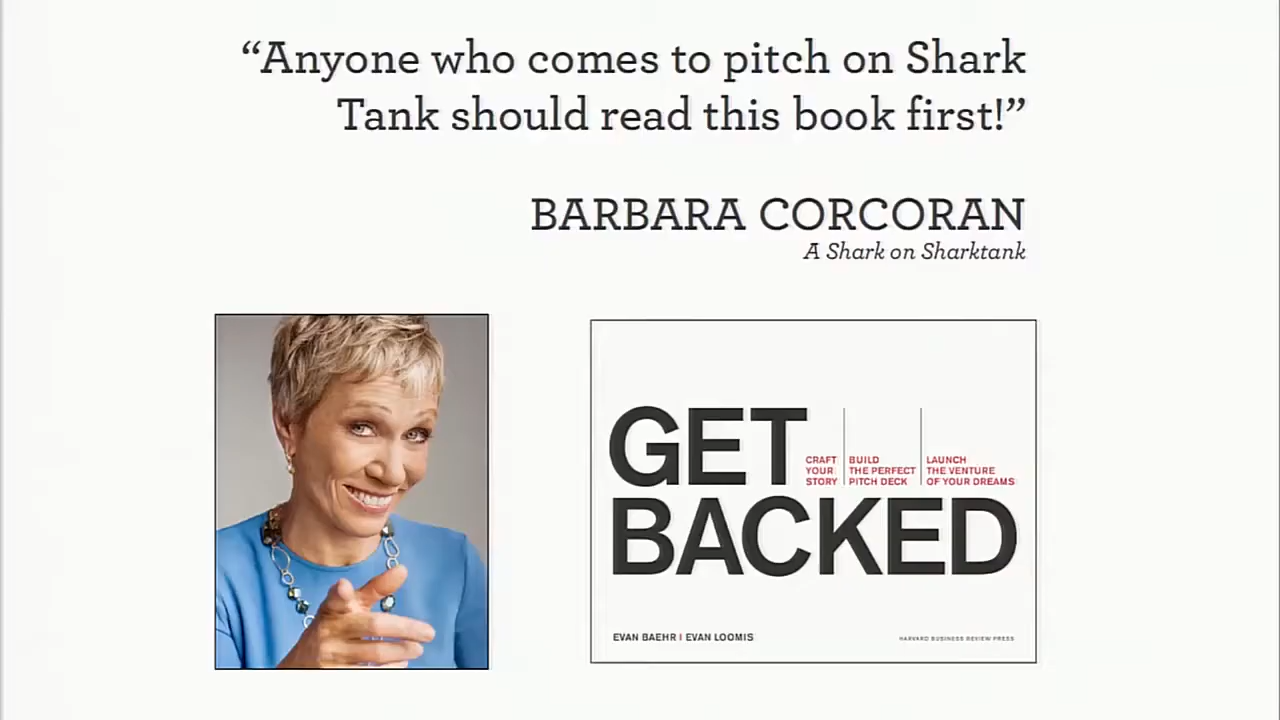 “Anyone who comes to pitch on Shark
Tank should read this book first!”
BARBARA CORCORAN
A Shark on Sharktank
GET
CRAFT
YOUR
STORY
BUILD
THE PERFECT
PITCH DECK
LAUNCH
THE VENTURE
OF YOUR DREAMS
BACKED
EVAN BAEHR | EVAN LOOMIS
HARVARD BUSINESS REVIEW PRESS